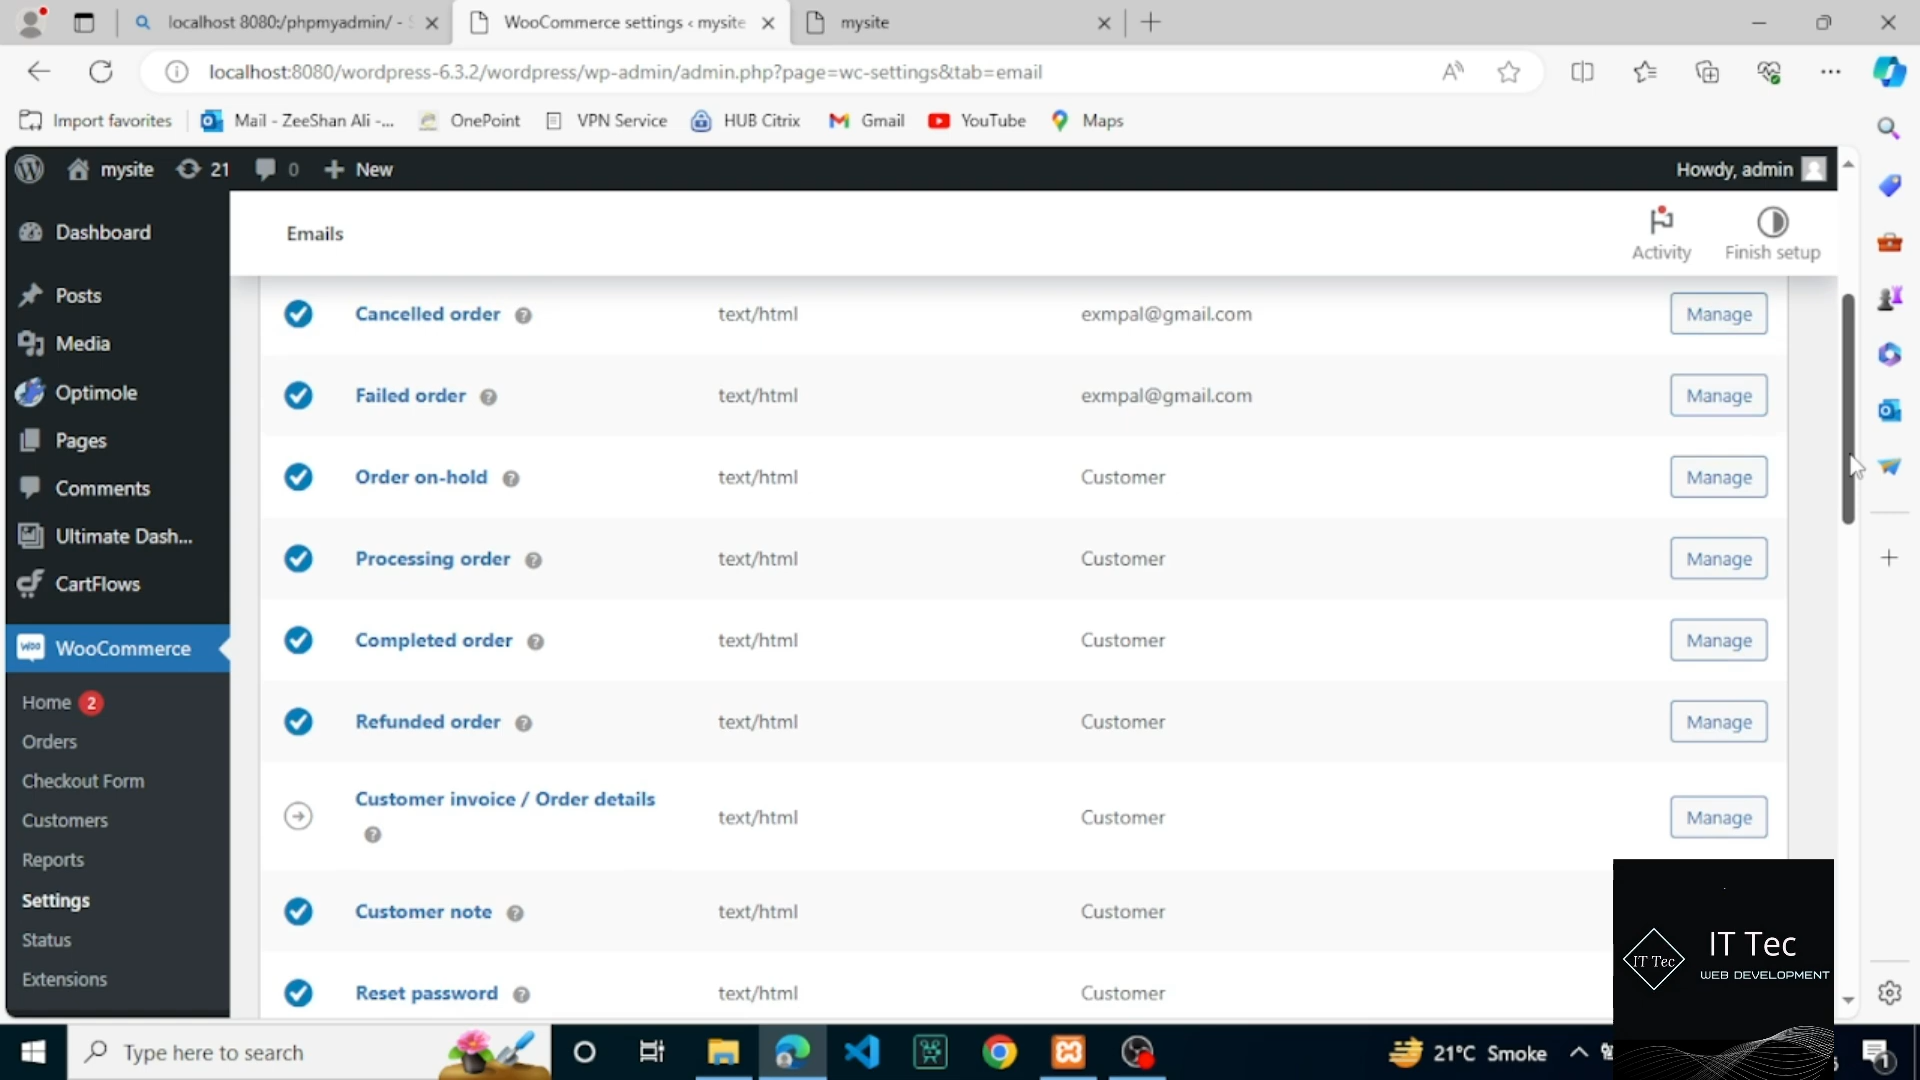 localhost 8080:/phpmyadmin/ -
WooCommerce settings ‹ mysite
mysite
localhost:8080/wordpress-6.3.2/wordpress/wp-admin/admin.php?page=wc-settings&tab=email
Import favorites
Mail - ZeeShan Ali -...
OnePoint
VPN Service
HUB Citrix
Gmail
YouTube
Maps
mysite
21
0
New
Howdy, admin
Dashboard
Posts
Media
Optimole
Pages
Comments
Ultimate Dash...
CartFlows
WooCommerce
Home 2
Orders
Checkout Form
Customers
Reports
Settings
Status
Extensions
Emails
Activity
Finish setup
Cancelled order text/html exmpal@gmail.com Manage
Failed order text/html exmpal@gmail.com Manage
Order on-hold text/html Customer Manage
Processing order text/html Customer Manage
Completed order text/html Customer Manage
Refunded order text/html Customer Manage
Customer invoice / Order details text/html Customer Manage
Customer note text/html Customer
Reset password text/html Customer
IT Tec
IT Tec
WEB DEVELOPMENT
Type here to search
21°C Smoke
1